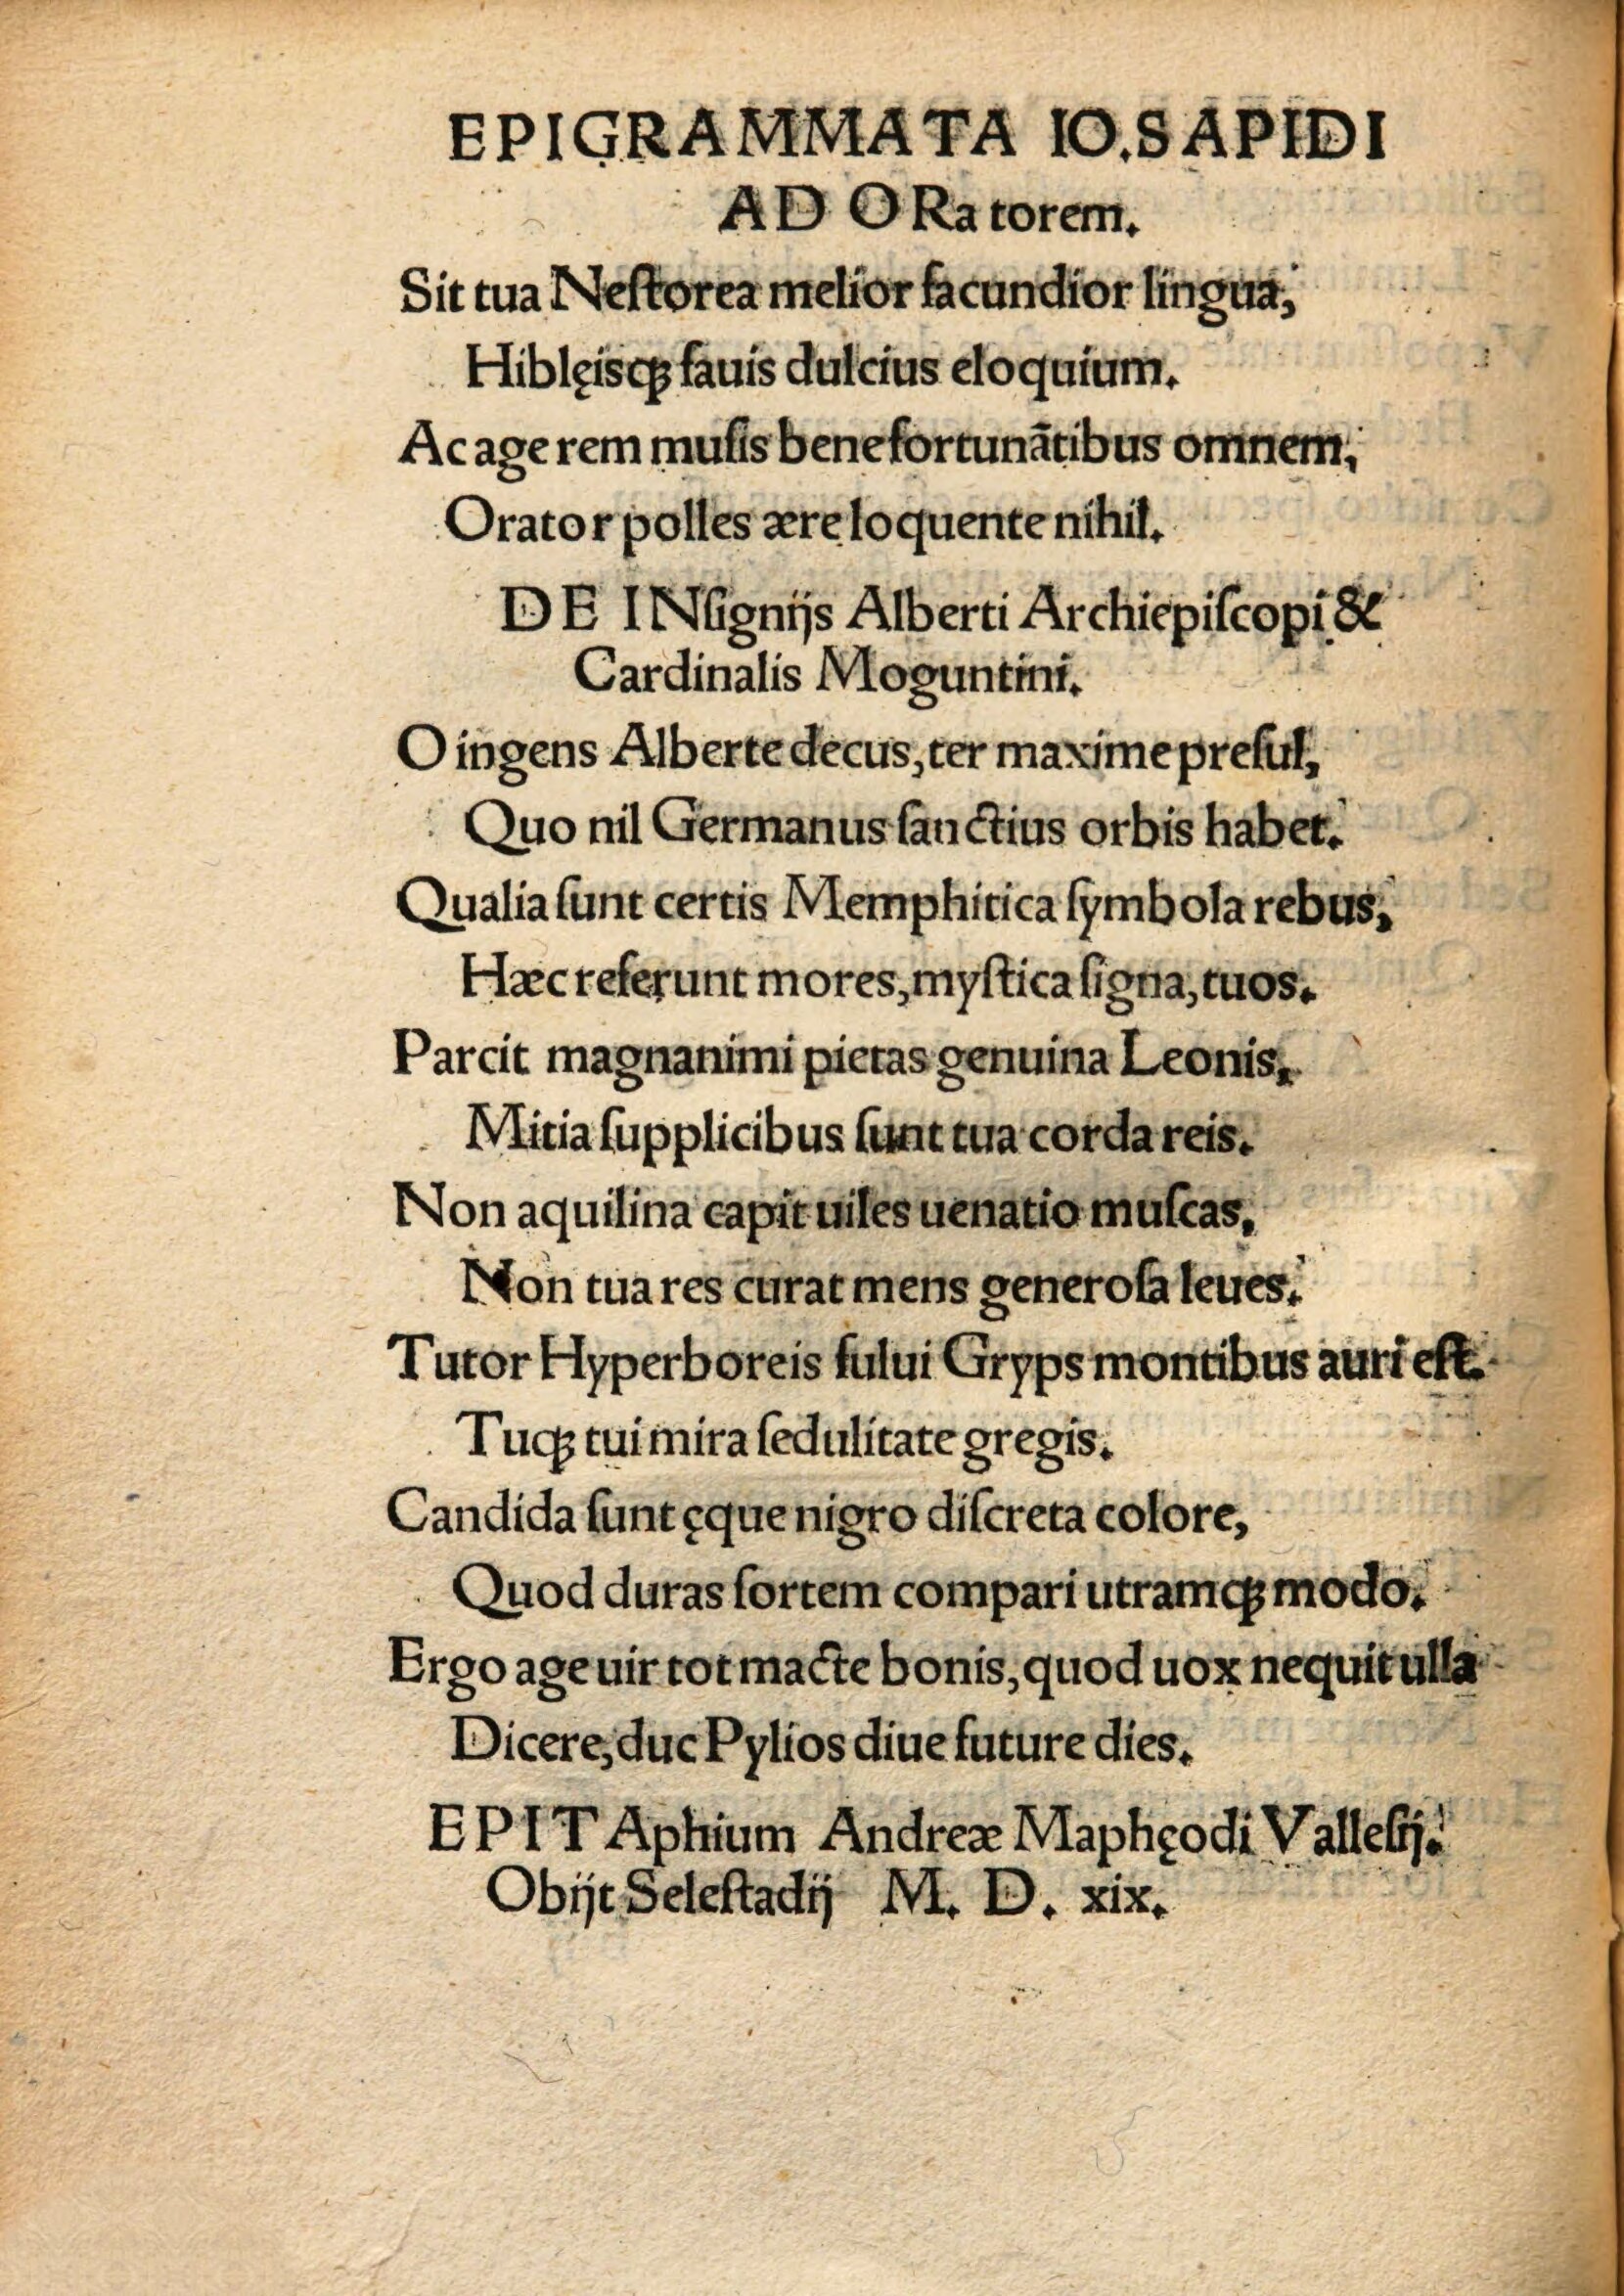 EPIGRAMMATA IO. SAPIDI
AD ORatorem.
Sit tua Neſtorea melior facundior lingua,
Hiblęisqꝫ fauis dulcius eloquium.
Ac age rem muſis bene fortunãtibus omnem,
Orator polles ære loquente nihil.
DE INſignijs Alberti Archiepiſcopi &
Cardinalis Moguntini.
O ingens Alberte decus, ter maxime preſul,
Quo nil Germanus ſanctius orbis habet.
Qualia ſunt certis Memphitica ſymbola rebus,
Hæc referunt mores, myſtica ſigna, tuos.
Parcit magnanimi pietas genuina Leonis,
Mitia ſupplicibus ſunt tua corda reis.
Non aquilina capit uiles uenatio muſcas,
Non tua res curat mens generoſa leues.
Tutor Hyperboreis fului Gryps montibus auri eſt.
Tuqꝫ tui mira ſedulitate gregis.
Candida ſunt ęque nigro diſcreta colore,
Quod duras ſortem compari utramqꝫ modo.
Ergo age uir tot macte bonis, quod uox nequit ulla
Dicere, duc Pylios diue future dies.
EPITAphium Andreæ Maphęodi Valleſij.
Obijt Seleſtadij M. D. xix.